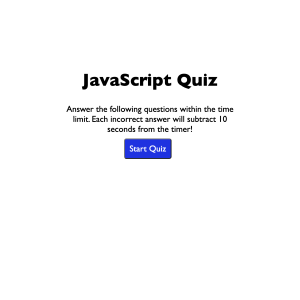 JavaScript Quiz
Answer the following questions within the time
limit. Each incorrect answer will subtract 10
seconds from the timer!
Start Quiz